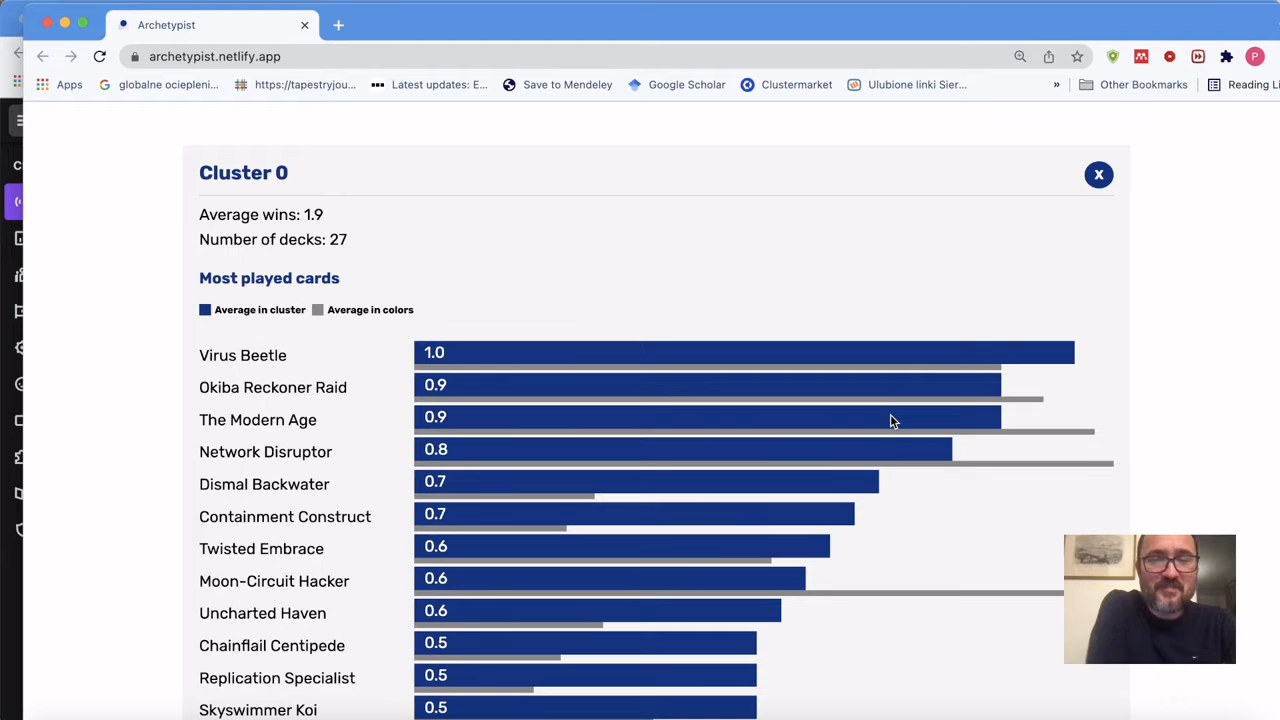 Archetypist
archetypist.netlify.app
P
Apps
globalne ociepleni...
https://tapestryjou...
Latest updates: E...
Save to Mendeley
Google Scholar
Clustermarket
Ulubione linki Sier...
»
Other Bookmarks
Reading Li
Cluster 0
X
Average wins: 1.9
Number of decks: 27
Most played cards
Average in cluster
Average in colors
Virus Beetle 1.0
Okiba Reckoner Raid 0.9
The Modern Age 0.9
Network Disruptor 0.8
Dismal Backwater 0.7
Containment Construct 0.7
Twisted Embrace 0.6
Moon-Circuit Hacker 0.6
Uncharted Haven 0.6
Chainflail Centipede 0.5
Replication Specialist 0.5
Skyswimmer Koi 0.5